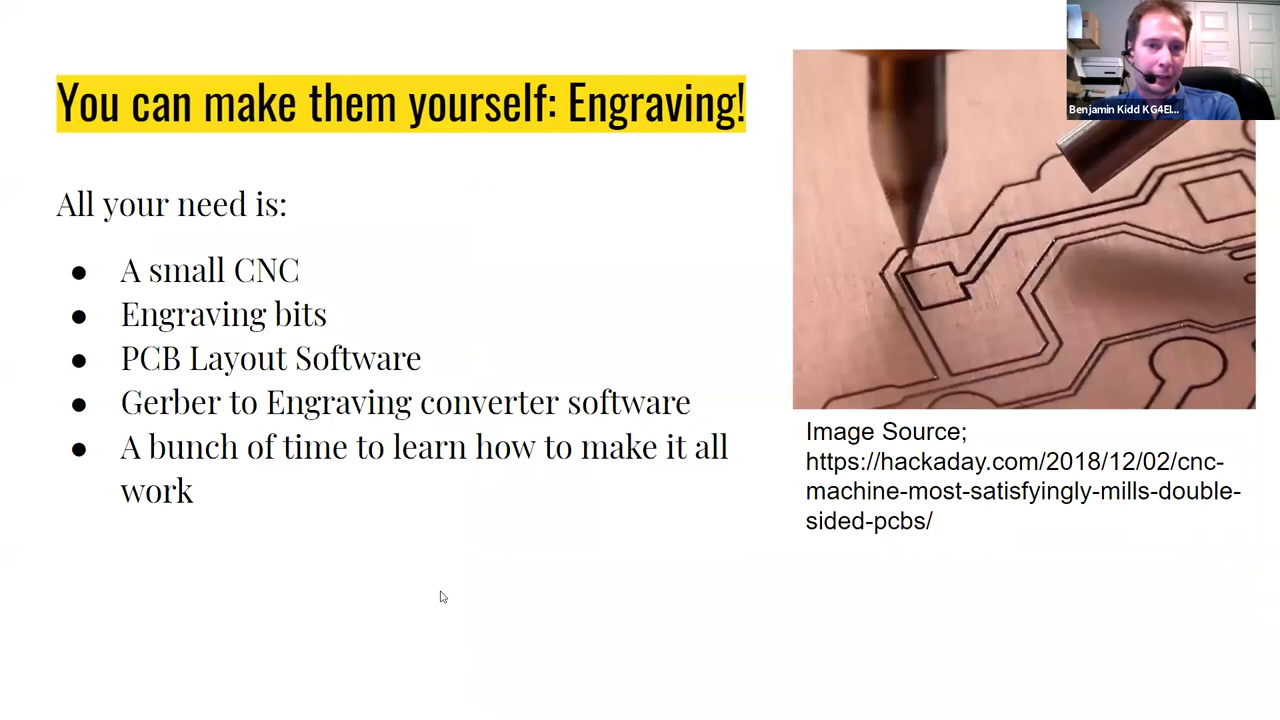 You can make them yourself: Engraving!
Benjamin Kidd KG4EI...
All your need is:
● A small CNC
● Engraving bits
● PCB Layout Software
● Gerber to Engraving converter software
● A bunch of time to learn how to make it all
work
Image Source;
https://hackaday.com/2018/12/02/cnc-
machine-most-satisfyingly-mills-double-
sided-pcbs/